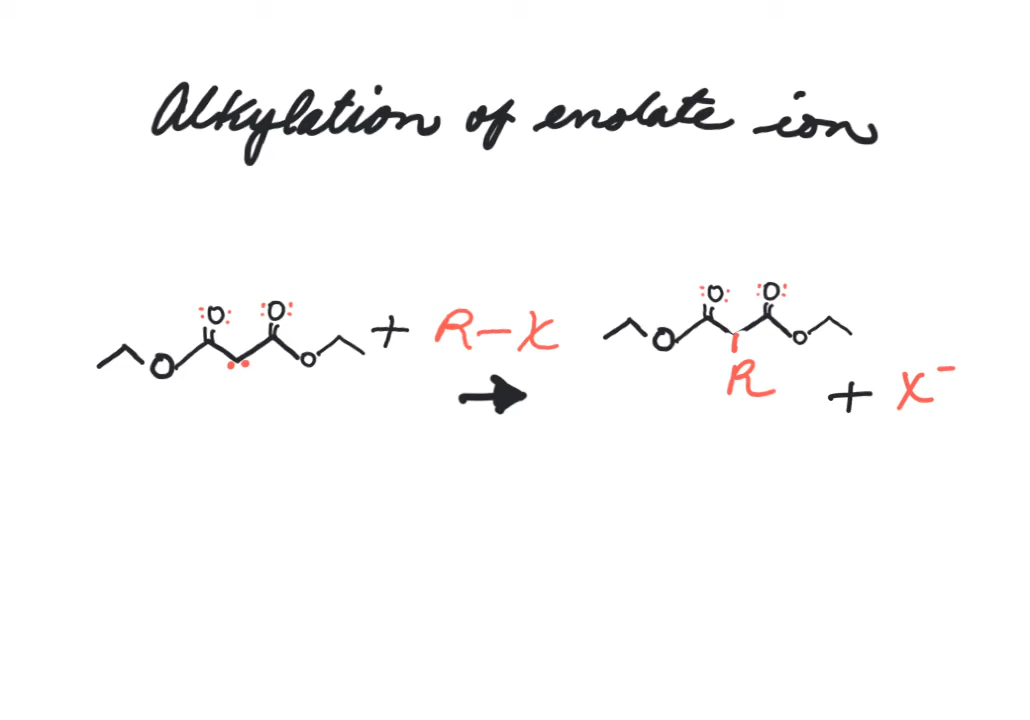 Alkylation of enolate ion
O O O O + R-X O O O O R + X⁻